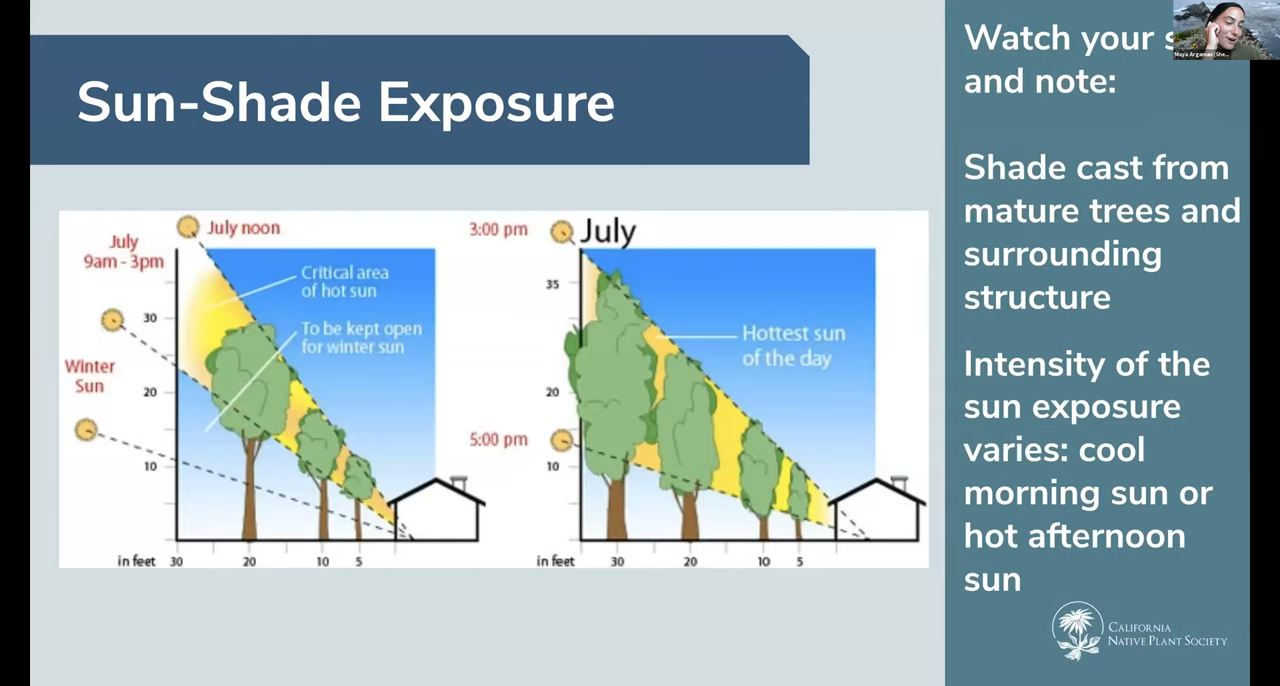 Sun-Shade Exposure
July noon
July
9am - 3pm
Critical area
of hot sun
To be kept open
for winter sun
30
Winter
Sun
20
10
in feet 30 20 10 5
3:00 pm
July
35
Hottest sun
of the day
20
5:00 pm
10
in feet 30 20 10 5
Watch your
and note:
Shade cast from
mature trees and
surrounding
structure
Intensity of the
sun exposure
varies: cool
morning sun or
hot afternoon
sun
CALIFORNIA
NATIVE PLANT SOCIETY
Maya Argaman (She...